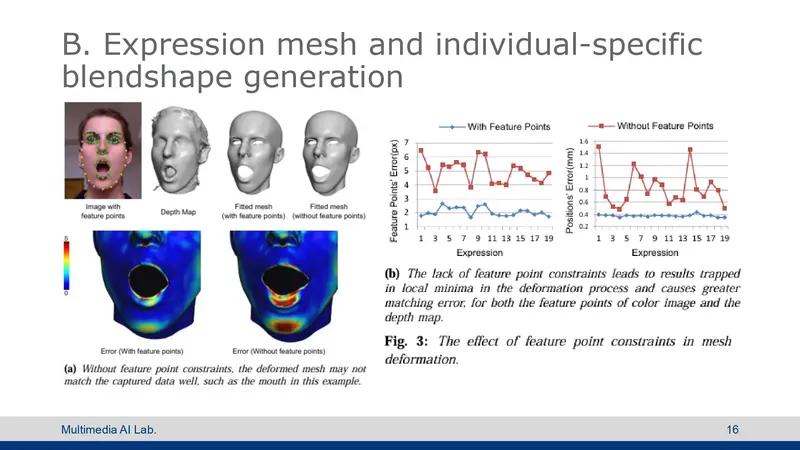 B. Expression mesh and individual-specific
blendshape generation
Image with
feature points
Depth Map
Fitted mesh
(with feature points)
Fitted mesh
(without feature points)
5
0
Error (With feature points)
Error (Without feature points)
(a) Without feature point constraints, the deformed mesh may not
match the captured data well, such as the mouth in this example.
With Feature Points
Without Feature Points
Feature Points' Error(px)
7
6
5
4
3
2
1
1 3 5 7 9 11 13 15 17 19
Expression
Positions' Error(mm)
1.6
1.4
1.2
1
0.8
0.6
0.4
0.2
1 3 5 7 9 11 13 15 17 19
Expression
(b) The lack of feature point constraints leads to results trapped
in local minima in the deformation process and causes greater
matching error, for both the feature points of color image and the
depth map.
Fig. 3: The effect of feature point constraints in mesh
deformation.
Multimedia AI Lab.
16